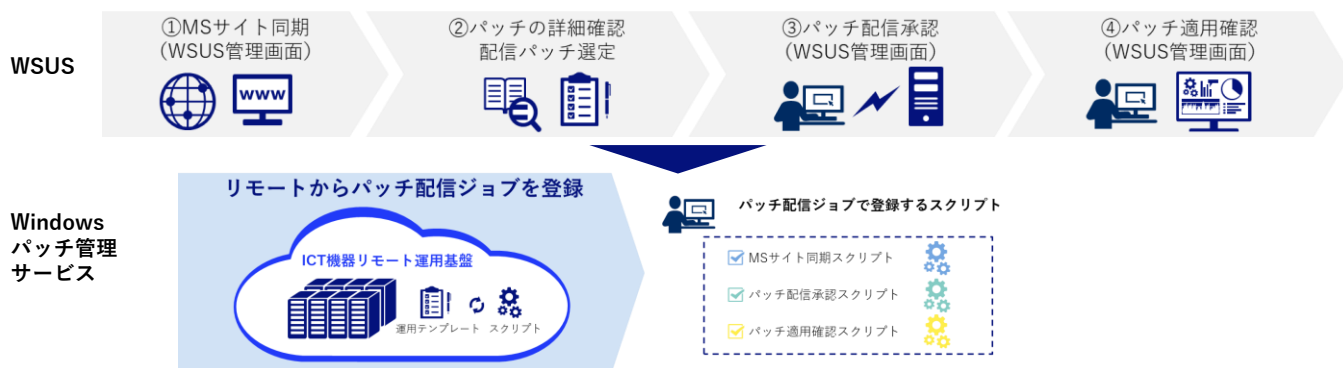 WSUS
①MSサイト同期
(WSUS管理画面)
WWW
②パッチの詳細確認
配信パッチ選定
③パッチ配信承認
(WSUS管理画面)
④パッチ適用確認
(WSUS管理画面)
Windows
パッチ管理
サービス
リモートからパッチ配信ジョブを登録
ICT機器リモート運用基盤
運用テンプレート スクリプト
パッチ配信ジョブで登録するスクリプト
MSサイト同期スクリプト
パッチ配信承認スクリプト
パッチ適用確認スクリプト